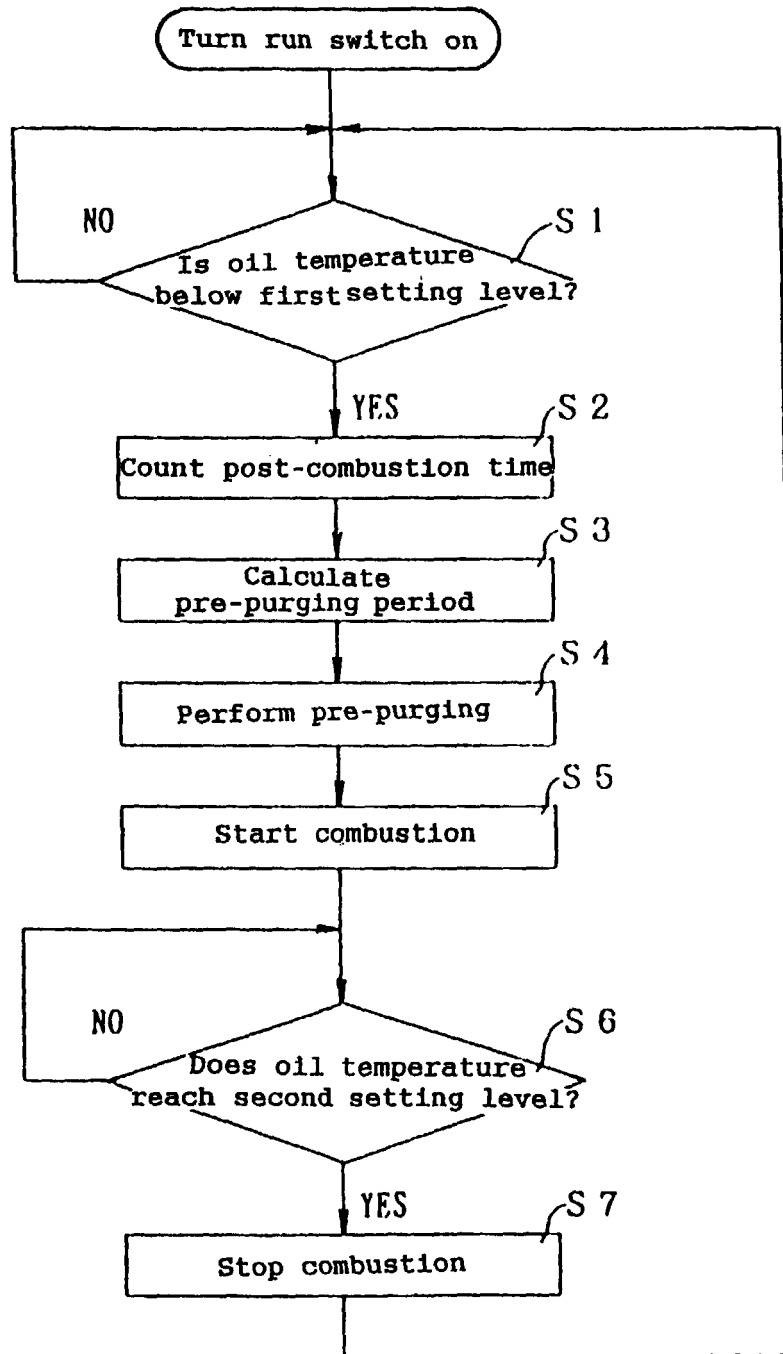 Turn run switch on
NO
S 1
Is oil temperature
below first setting level?
YES
S 2
Count post-combustion time
S 3
Calculate
pre-purging period
S 4
Perform pre-purging
S 5
Start combustion
NO
S 6
Does oil temperature
reach second setting level?
YES
S 7
Stop combustion